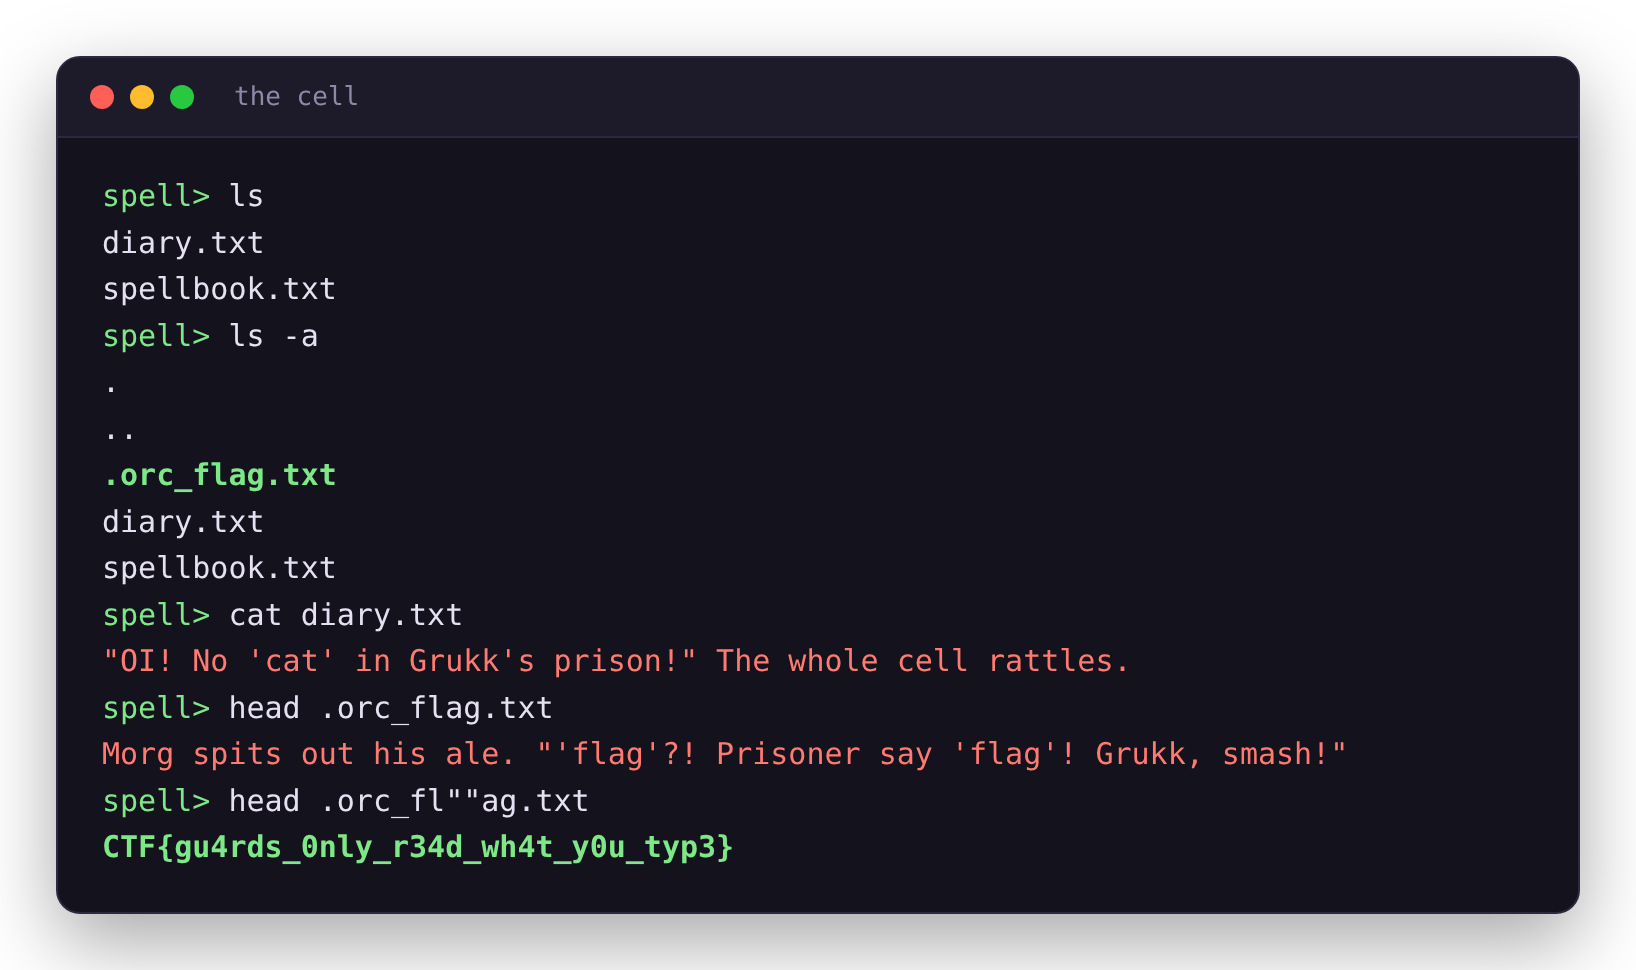 the cell
spell> ls
diary.txt
spellbook.txt
spell> ls -a
.
..
.orc_flag.txt
diary.txt
spellbook.txt
spell> cat diary.txt
"OI! No 'cat' in Grukk's prison!" The whole cell rattles.
spell> head .orc_flag.txt
Morg spits out his ale. "'flag'?! Prisoner say 'flag'! Grukk, smash!"
spell> head .orc_fl""ag.txt
CTF{gu4rds_0nly_r34d_wh4t_y0u_typ3}